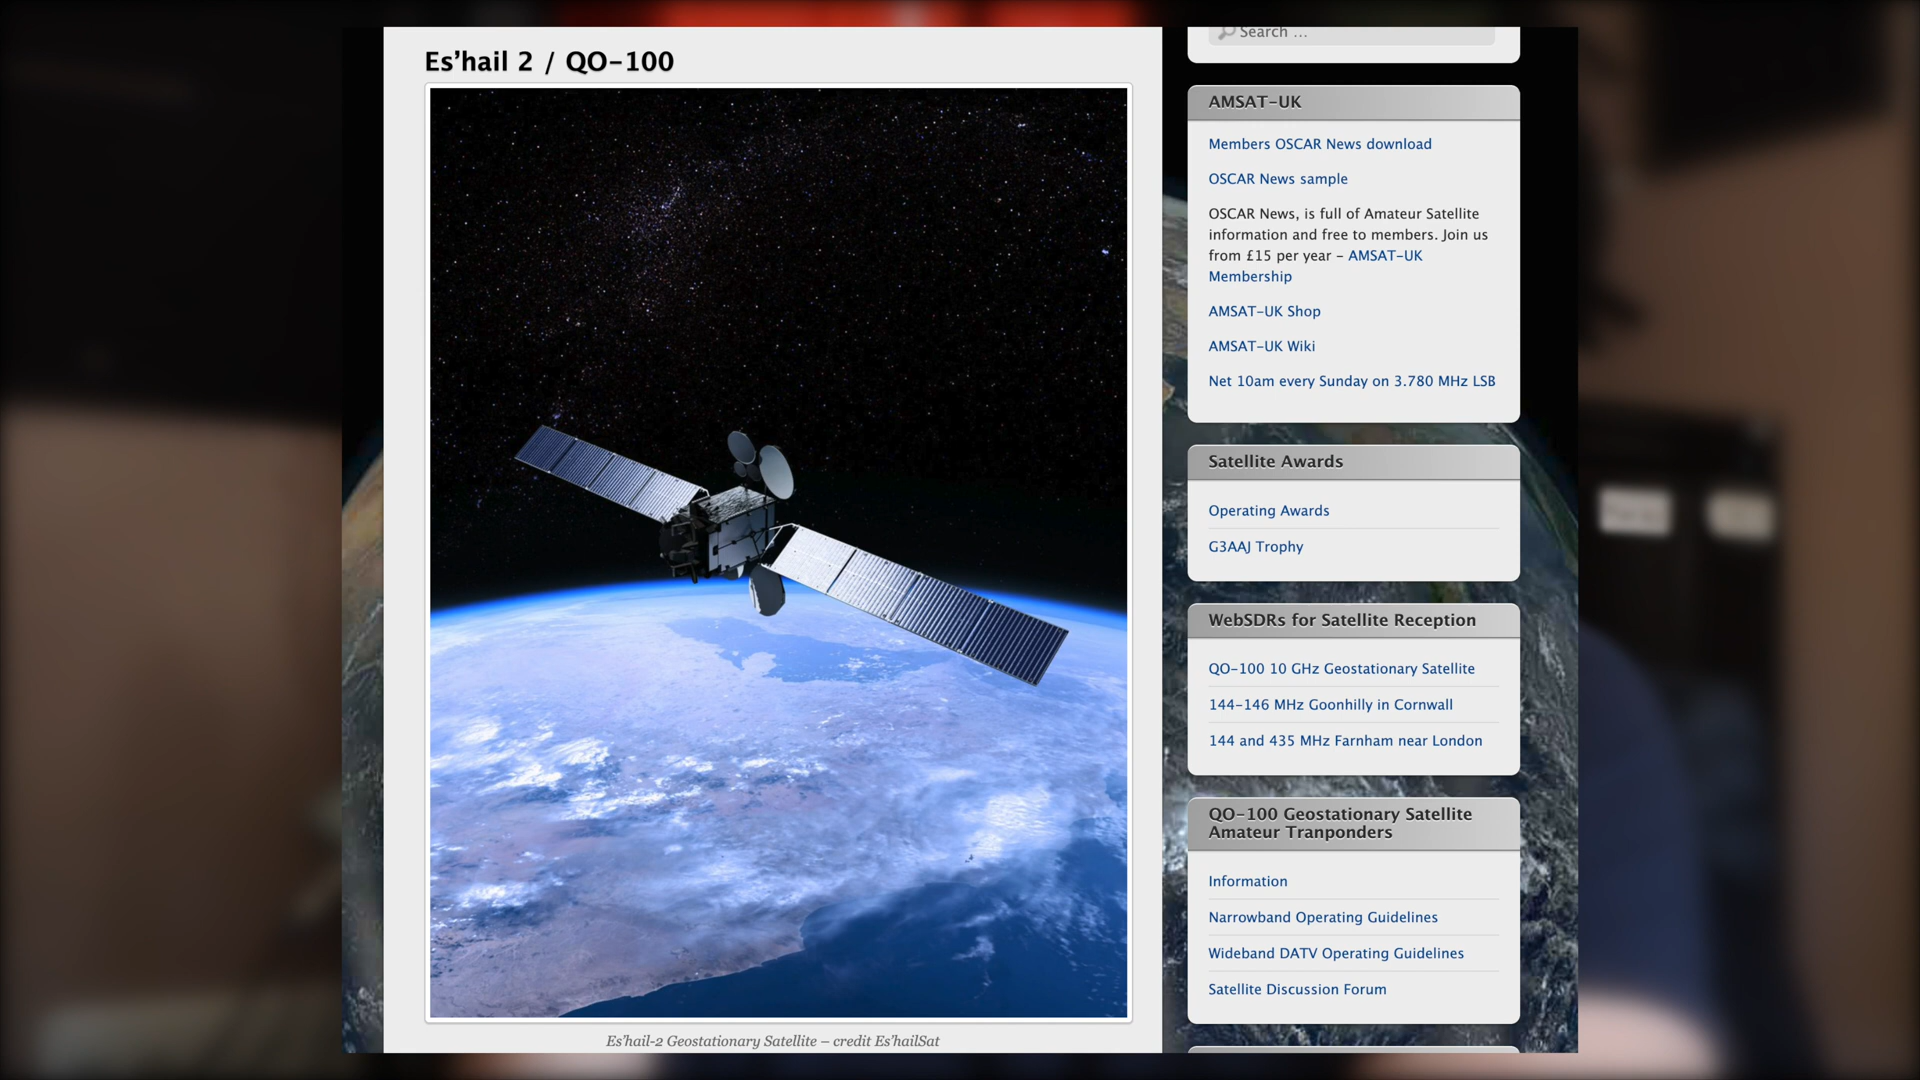 Es’hail 2 / QO-100
Es’hail-2 Geostationary Satellite – credit Es’hailSat
Search …
AMSAT-UK
Members OSCAR News download
OSCAR News sample
OSCAR News, is full of Amateur Satellite
information and free to members. Join us
from £15 per year – AMSAT-UK
Membership
AMSAT-UK Shop
AMSAT-UK Wiki
Net 10am every Sunday on 3.780 MHz LSB
Satellite Awards
Operating Awards
G3AAJ Trophy
WebSDRs for Satellite Reception
QO-100 10 GHz Geostationary Satellite
144-146 MHz Goonhilly in Cornwall
144 and 435 MHz Farnham near London
QO-100 Geostationary Satellite
Amateur Tranponders
Information
Narrowband Operating Guidelines
Wideband DATV Operating Guidelines
Satellite Discussion Forum